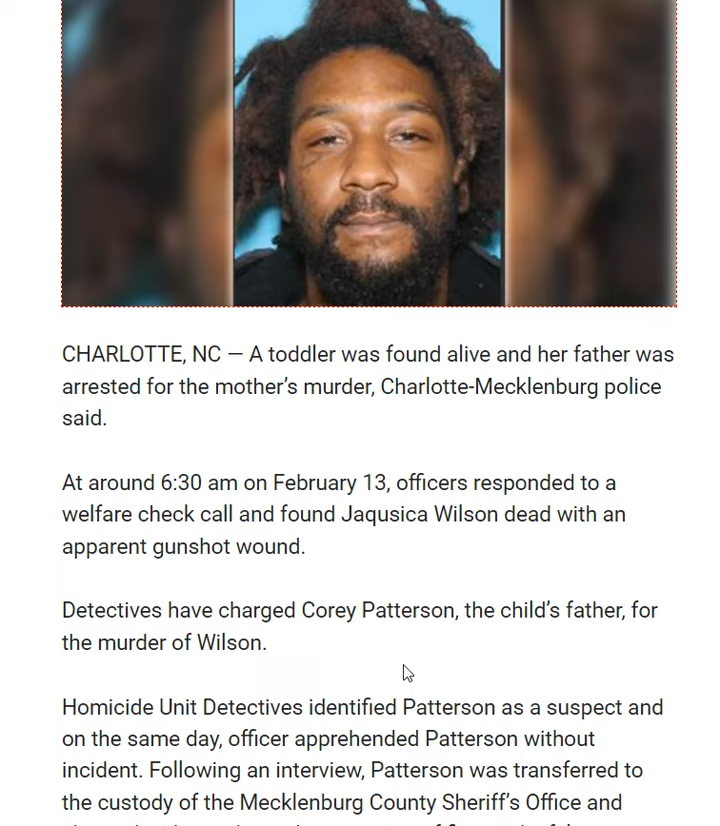 CHARLOTTE, NC — A toddler was found alive and her father was
arrested for the mother’s murder, Charlotte-Mecklenburg police
said.
At around 6:30 am on February 13, officers responded to a
welfare check call and found Jaqusica Wilson dead with an
apparent gunshot wound.
Detectives have charged Corey Patterson, the child’s father, for
the murder of Wilson.
Homicide Unit Detectives identified Patterson as a suspect and
on the same day, officer apprehended Patterson without
incident. Following an interview, Patterson was transferred to
the custody of the Mecklenburg County Sheriff’s Office and